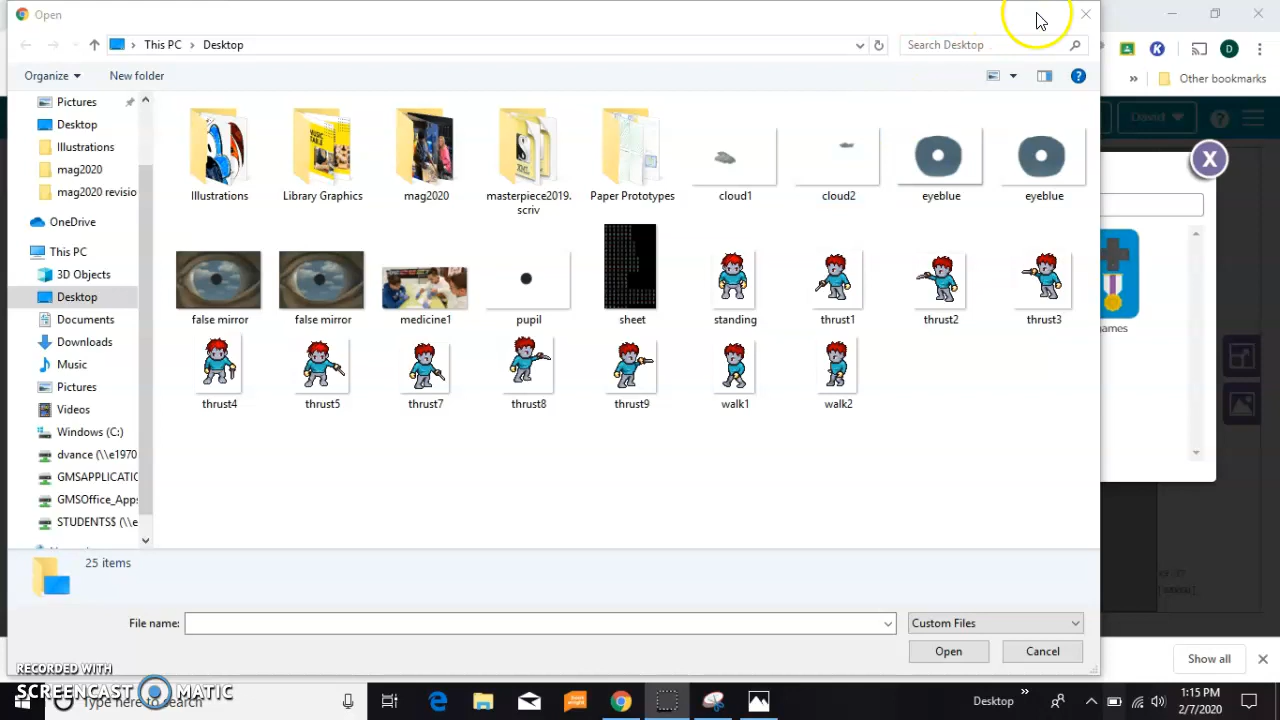 Open
This PC > Desktop
Search Desktop
Other bookmarks
Organize
New folder
David
Pictures
Desktop
Illustrations
mag2020
mag2020 revisio
OneDrive
This PC
3D Objects
Desktop
Documents
Downloads
Music
Pictures
Videos
Windows (C:)
dvance (\\e1970
GMSAPPLICATIC
GMSOffice_Apps
STUDENTS$ (\\e
MUSIC TABLE
Illustrations
Library Graphics
mag2020
masterpiece2019.
scriv
Paper Prototypes
cloud1
cloud2
eyeblue
eyeblue
false mirror
false mirror
medicine1
pupil
sheet
standing
thrust1
thrust2
thrust3
thrust4
thrust5
thrust7
thrust8
thrust9
walk1
walk2
ames
X
25 items
File name:
Custom Files
Open
Cancel
RECORDED WITH
SCREENCAST MATIC
Show all
Type here to search
Desktop
1:15 PM
2/7/2020